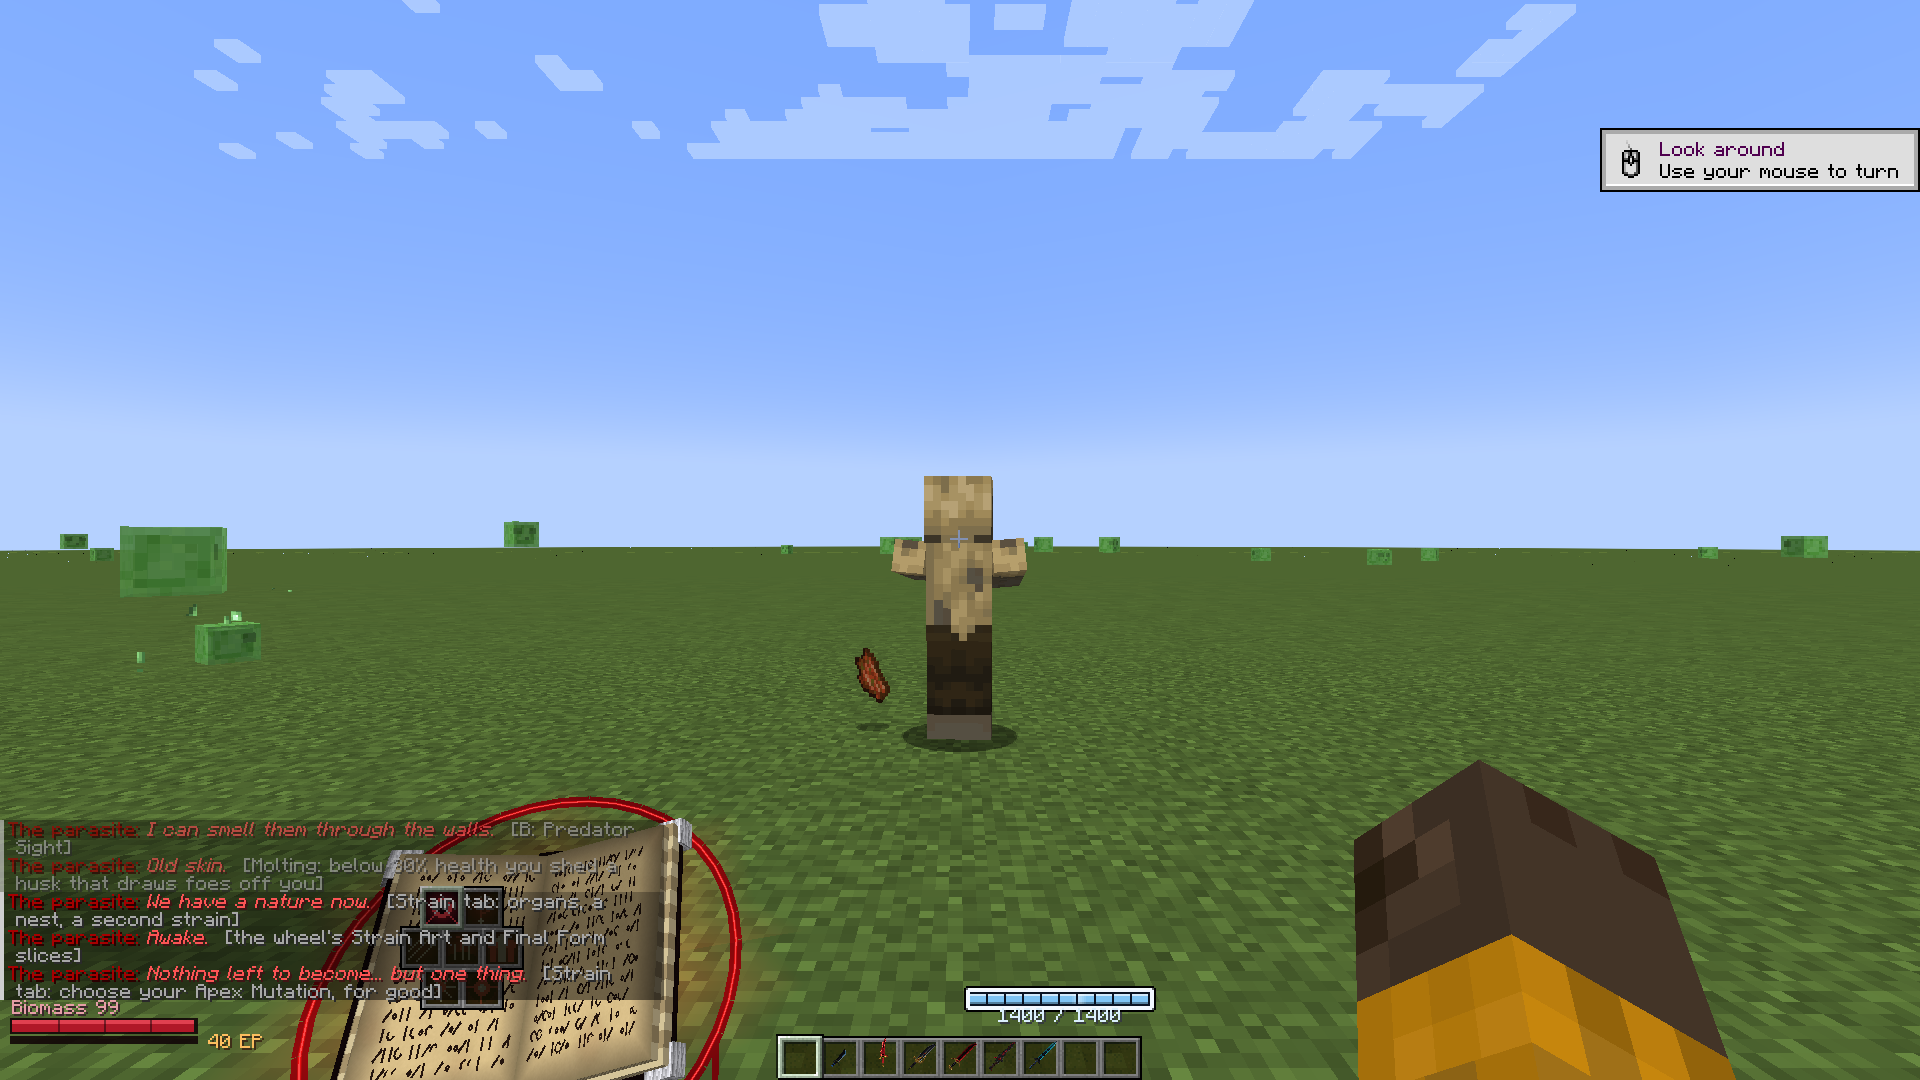 Look around
Use your mouse to turn
The parasite: I can smell them through the walls. [B: Predator
Sight]
The parasite: Old skin. [Molting: below 30% health you shed a
husk that draws foes off you]
The parasite: We have a nature now. [Strain tab: organs, a
nest, a second strain]
The parasite: Awake. [the wheel's Strain Art and Final Form
slices]
The parasite: Nothing left to become... but one thing. [Strain
tab: choose your Apex Mutation, for good]
Biomass 99
40 EP
1400 / 1400